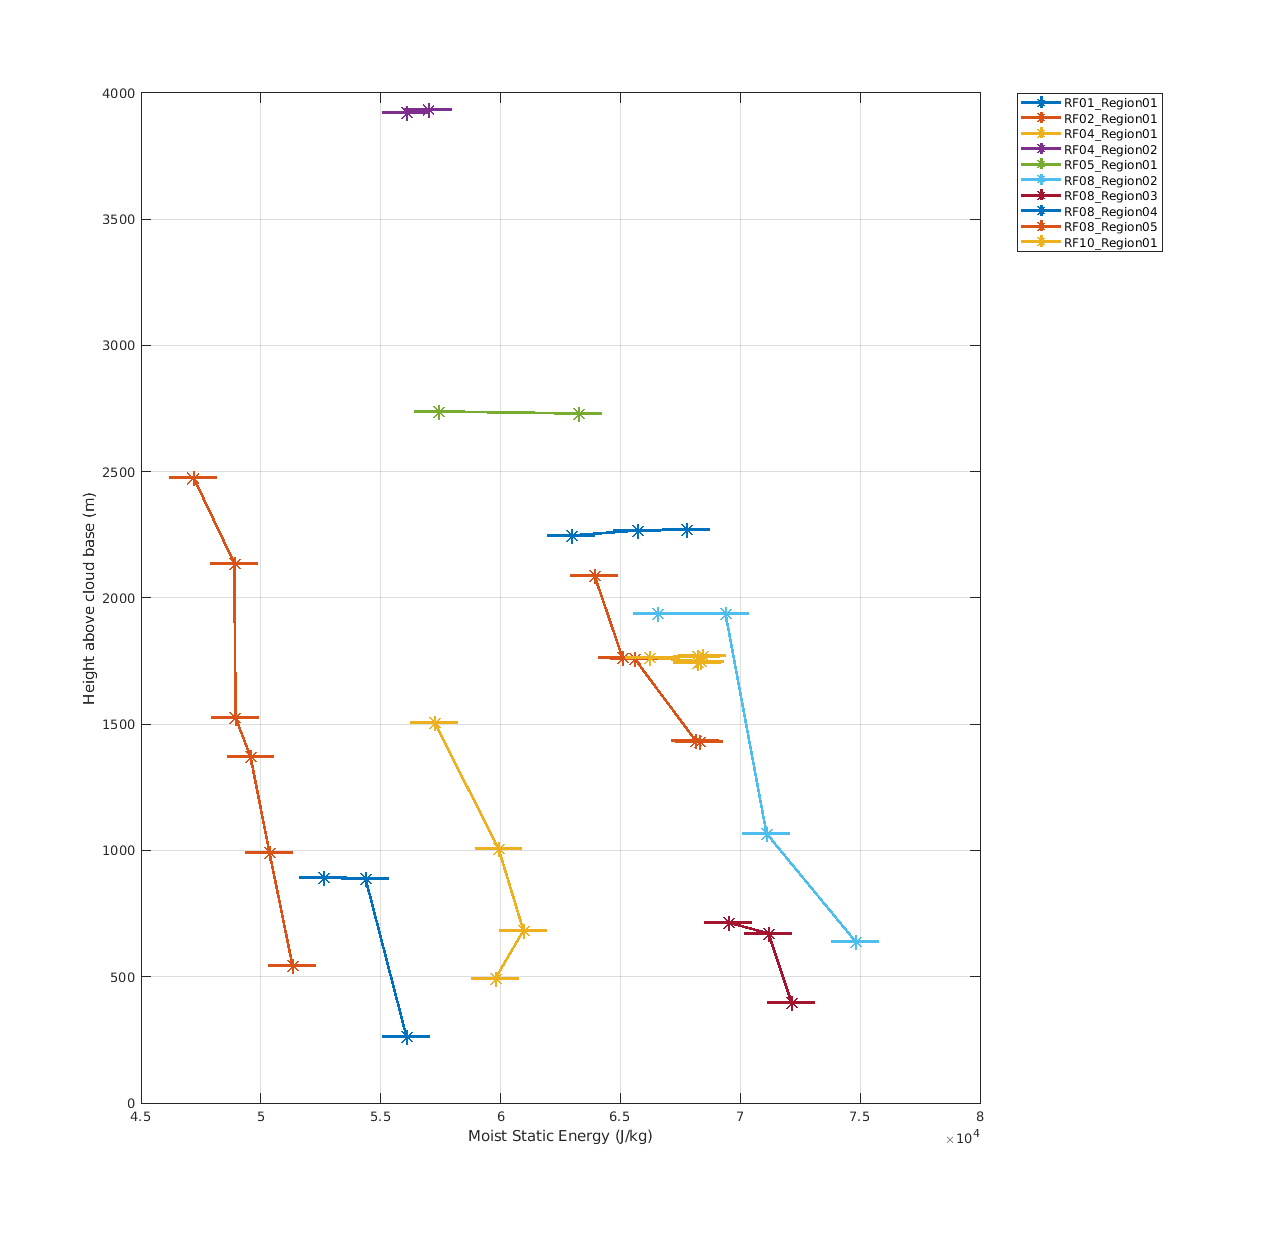 4000
3500
3000
2500
2000
1500
1000
500
0
Height above cloud base (m)
4.5 5 5.5 6 6.5 7 7.5 8
Moist Static Energy (J/kg)
×10^4
RF01_Region01
RF02_Region01
RF04_Region01
RF04_Region02
RF05_Region01
RF08_Region02
RF08_Region03
RF08_Region04
RF08_Region05
RF10_Region01